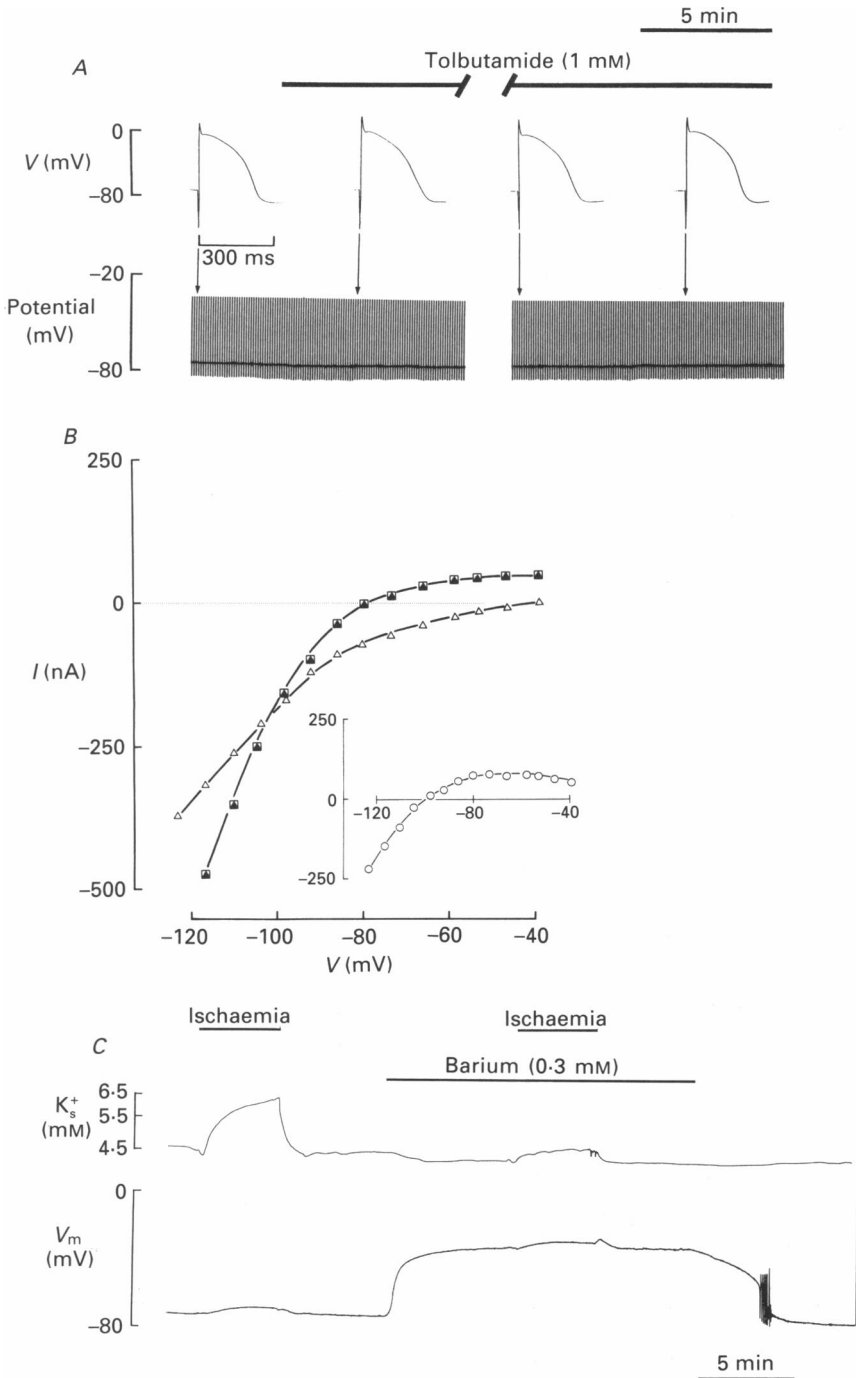 5 min
A
Tolbutamide (1 mM)
0
V (mV)
−80
300 ms
−20
Potential
(mV)
−80
B
250
0
I (nA)
−250
−500
250
0
−120 −80 −40
−250
−120 −100 −80 −60 −40
V (mV)
Ischaemia Ischaemia
C
Barium (0·3 mM)
6·5
K+s
5·5
(mM)
4·5
0
Vm
(mV)
−80
5 min